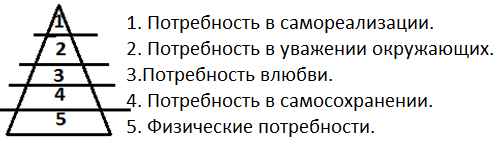 1
2
3
4
5
1. Потребность в самореализации.
2. Потребность в уважении окружающих.
3.Потребность влюбви.
4. Потребность в самосохранении.
5. Физические потребности.